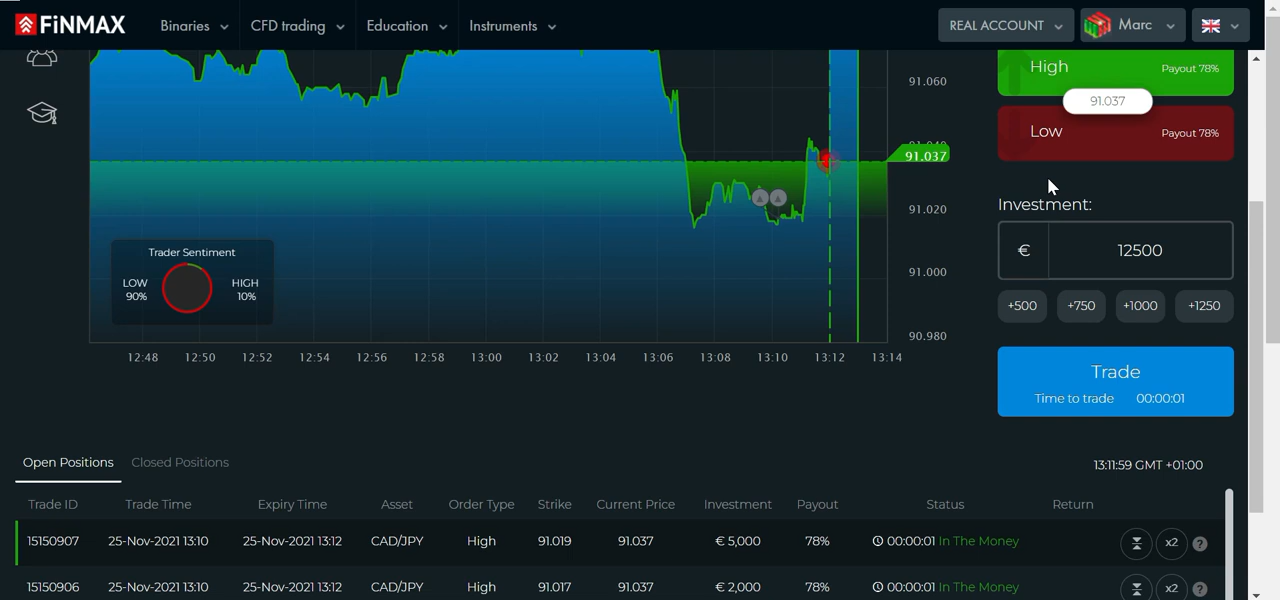 FiNMAX Binaries CFD trading Education Instruments REAL ACCOUNT Marc
91.060
High Payout 78%
91.037
Low Payout 78%
91.037
91.020
Investment:
€ 12500
Trader Sentiment
LOW HIGH
90% 10%
91.000
+500 +750 +1000 +1250
90.980
12:48 12:50 12:52 12:54 12:56 12:58 13:00 13:02 13:04 13:06 13:08 13:10 13:12 13:14
Trade
Time to trade 00:00:01
Open Positions Closed Positions 13:11:59 GMT +01:00
Trade ID Trade Time Expiry Time Asset Order Type Strike Current Price Investment Payout Status Return
15150907 25-Nov-2021 13:10 25-Nov-2021 13:12 CAD/JPY High 91.019 91.037 € 5,000 78% 00:00:01 In The Money x2 ?
15150906 25-Nov-2021 13:10 25-Nov-2021 13:12 CAD/JPY High 91.017 91.037 € 2,000 78% 00:00:01 In The Money x2 ?